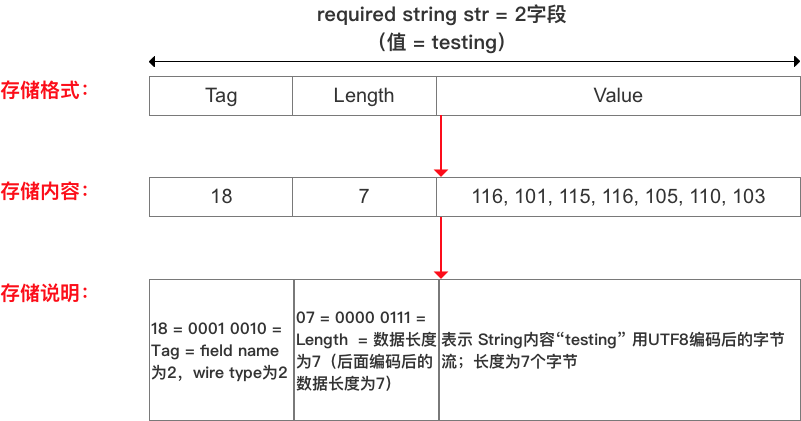 required string str = 2字段
（值 = testing）
存储格式：
Tag
Length
Value
存储内容：
18
7
116, 101, 115, 116, 105, 110, 103
存储说明：
18 = 0001 0010 =
Tag = field name
为2，wire type为2
07 = 0000 0111 =
Length = 数据长度
为7（后面编码后的
数据长度为7）
表示 String内容“testing” 用UTF8编码后的字节
流；长度为7个字节